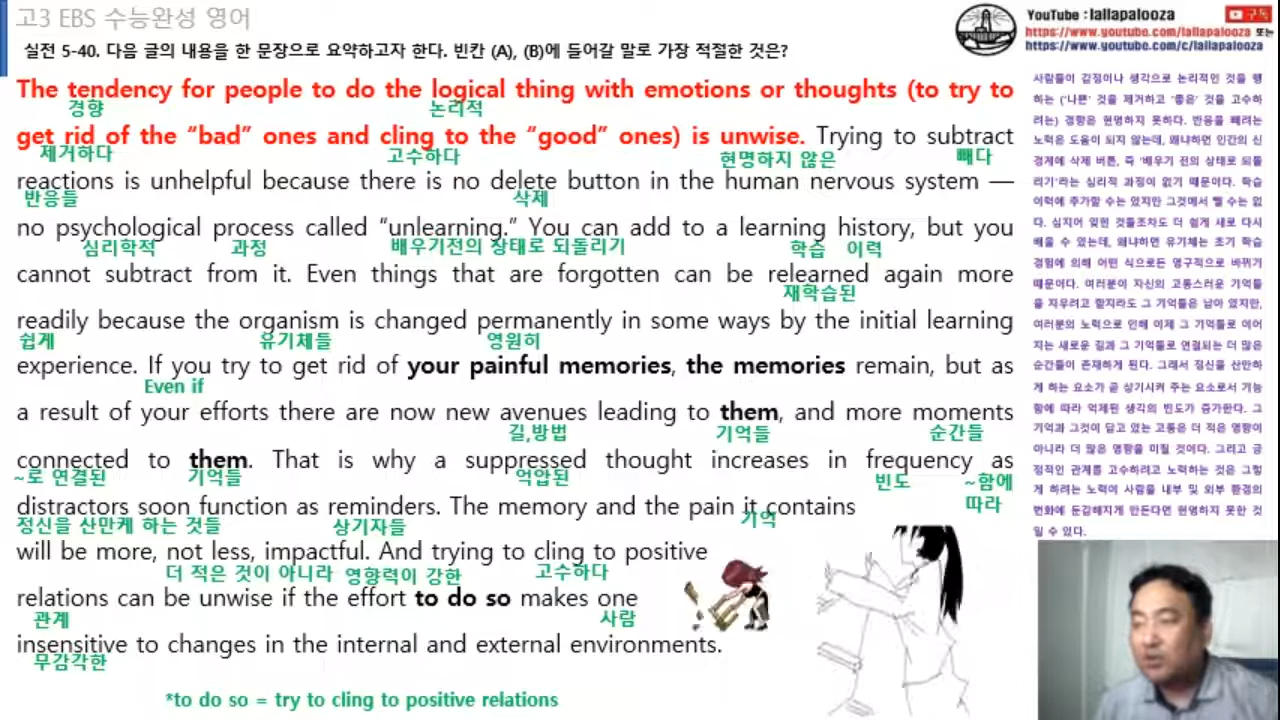 고3 EBS 수능완성 영어
실전 5-40. 다음 글의 내용을 한 문장으로 요약하고자 한다. 빈칸 (A), (B)에 들어갈 말로 가장 적절한 것은?
YouTube : lallapalooza
구독
https://www.youtube.com/lallapalooza 또는
https://www.youtube.com/c/lallapalooza
The tendency for people to do the logical thing with emotions or thoughts (to try to
경향 논리적
get rid of the “bad” ones and cling to the “good” ones) is unwise. Trying to subtract
제거하다 고수하다 현명하지 않은 빼다
reactions is unhelpful because there is no delete button in the human nervous system —
반응들 삭제
no psychological process called “unlearning.” You can add to a learning history, but you
심리학적 과정 배우기전의 상태로 되돌리기 학습 이력
cannot subtract from it. Even things that are forgotten can be relearned again more
재학습된
readily because the organism is changed permanently in some ways by the initial learning
쉽게 유기체들 영원히
experience. If you try to get rid of your painful memories, the memories remain, but as
Even if
a result of your efforts there are now new avenues leading to them, and more moments
길,방법 기억들 순간들
connected to them. That is why a suppressed thought increases in frequency as
~로 연결된 기억들 억압된 빈도 ~함에
따라
distractors soon function as reminders. The memory and the pain it contains
정신을 산만케 하는 것들 상기자들 기억
will be more, not less, impactful. And trying to cling to positive
더 적은 것이 아니라 영향력이 강한 고수하다
relations can be unwise if the effort to do so makes one
관계 사람
insensitive to changes in the internal and external environments.
무감각한
*to do so = try to cling to positive relations
사람들이 감정이나 생각으로 논리적인 것을 행
하는 ('나쁜' 것을 제거하고 '좋은' 것을 고수하
려는) 경향은 현명하지 못하다. 반응을 빼려는
노력은 도움이 되지 않는데, 왜냐하면 인간의 신
경계에 삭제 버튼, 즉 '배우기 전의 상태로 되돌
리기'라는 심리적 과정이 없기 때문이다. 학습
이력에 추가할 수는 있지만 그것에서 뺄 수는 없
다. 심지어 잊힌 것들조차도 더 쉽게 새로 다시
배울 수 있는데, 왜냐하면 유기체는 초기 학습
경험에 의해 어떤 식으로든 영구적으로 바뀌기
때문이다. 여러분이 자신의 고통스러운 기억들
을 지우려고 할지라도 그 기억들은 남아 있지만,
여러분의 노력으로 인해 이제 그 기억들로 이어
지는 새로운 길과 그 기억들로 연결되는 더 많은
순간들이 존재하게 된다. 그래서 정신을 산만하
게 하는 요소가 곧 상기시켜 주는 요소로서 기능
함에 따라 억제된 생각의 빈도가 증가한다. 그
기억과 그것이 담고 있는 고통은 더 적은 영향이
아니라 더 많은 영향을 미칠 것이다. 그리고 긍
정적인 관계를 고수하려고 노력하는 것은 그렇
게 하려는 노력이 사람을 내부 및 외부 환경의
변화에 둔감해지게 만든다면 현명하지 못한 것
일 수 있다.